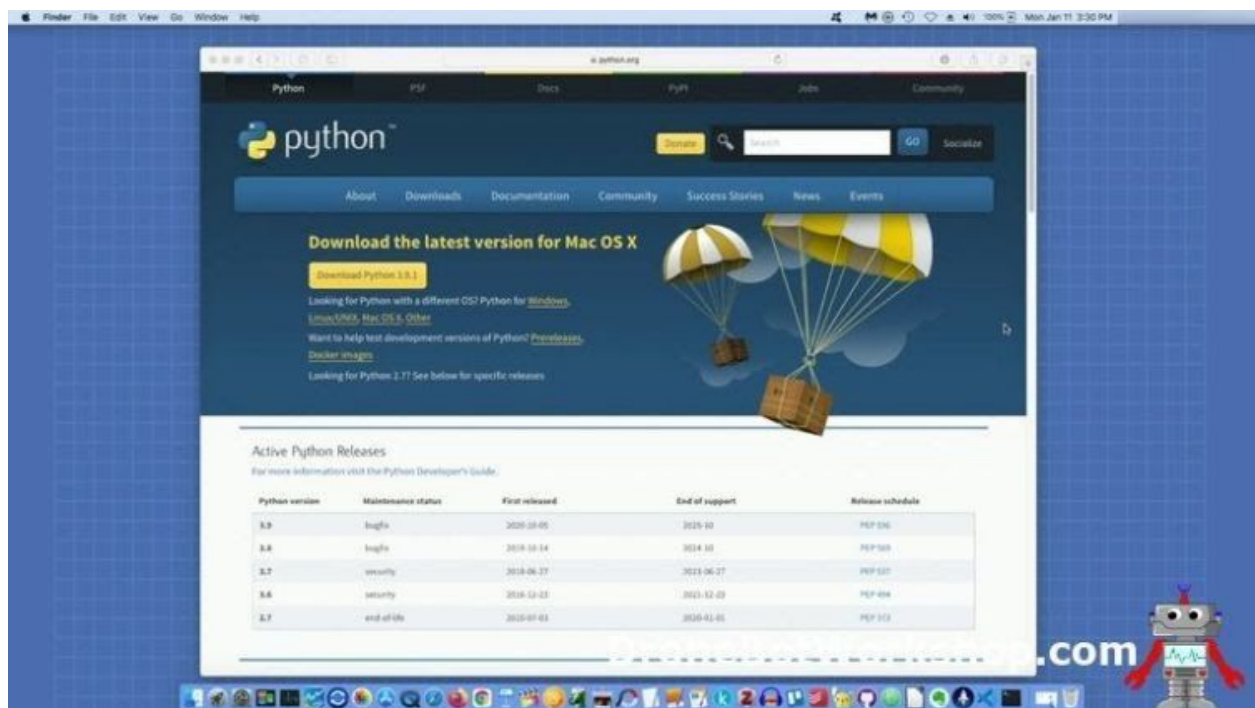 Finder File Edit View Go Window Help
100% Mon Jan 11 3:30 PM
python.org
Python PSF Docs PyPI Jobs Community
python™
Donate Search GO Socialize
About Downloads Documentation Community Success Stories News Events
Download the latest version for Mac OS X
Download Python 3.9.1
Looking for Python with a different OS? Python for Windows,
Linux/UNIX, Mac OS X, Other
Want to help test development versions of Python? Prereleases,
Docker images
Looking for Python 2.7? See below for specific releases
Active Python Releases
For more information visit the Python Developer's Guide.
Python version Maintenance status First released End of support Release schedule
3.9 bugfix 2020-10-05 2025-10 PEP 596
3.8 bugfix 2019-10-14 2024-10 PEP 569
3.7 security 2018-06-27 2023-06-27 PEP 537
3.6 security 2016-12-23 2021-12-23 PEP 494
2.7 end-of-life 2010-07-03 2020-01-01 PEP 373
DroneBotWorkshop.com